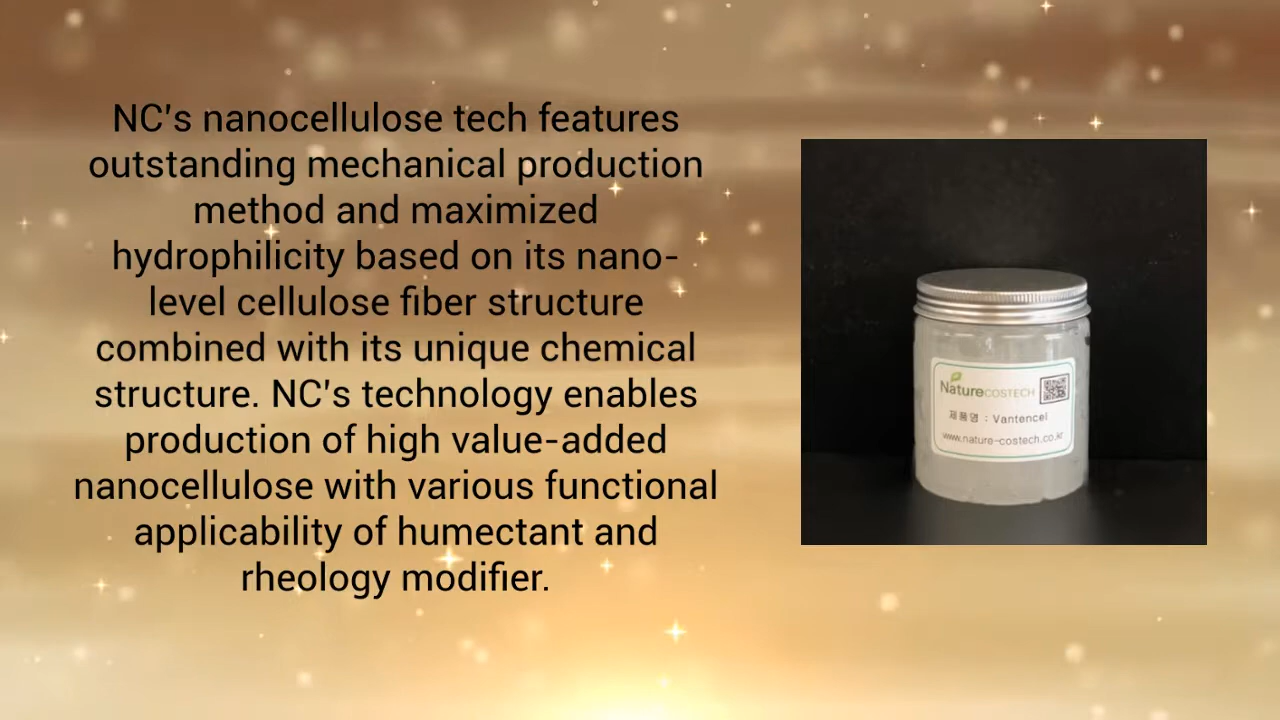 NC's nanocellulose tech features
outstanding mechanical production
method and maximized
hydrophilicity based on its nano-
level cellulose fiber structure
combined with its unique chemical
structure. NC's technology enables
production of high value-added
nanocellulose with various functional
applicability of humectant and
rheology modifier.
NatureCOSTECH
제품명 : Vantencel
www.nature-costech.co.kr